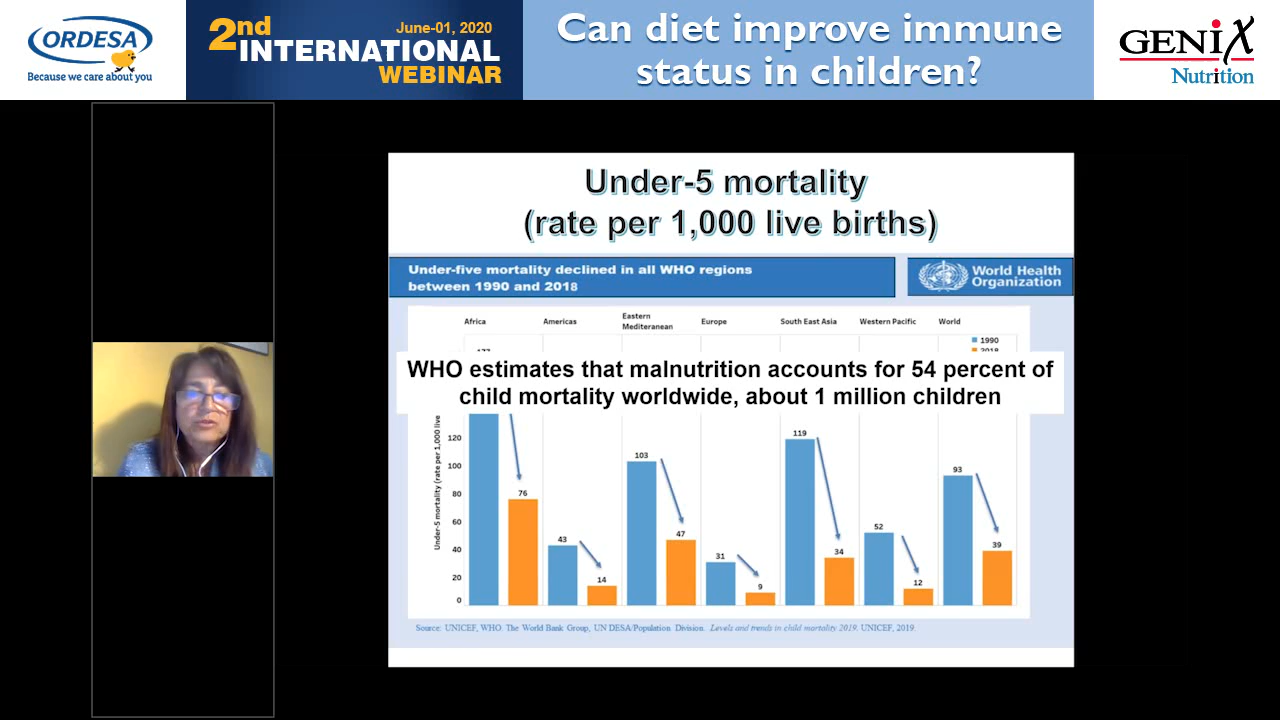 ORDESA
Because we care about you
2nd
June-01, 2020
INTERNATIONAL
WEBINAR
Can diet improve immune
status in children?
GENiX
Nutrition
Under-5 mortality
(rate per 1,000 live births)
Under-five mortality declined in all WHO regions
between 1990 and 2018
World Health
Organization
Africa
Americas
Eastern
Mediterranean
Europe
South East Asia
Western Pacific
World
1990
WHO estimates that malnutrition accounts for 54 percent of
child mortality worldwide, about 1 million children
Under-5 mortality (rate per 1,000 live
120
100
80
60
40
20
0
76
43
14
103
47
31
9
119
34
52
12
93
39
Source: UNICEF, WHO. The World Bank Group, UN DESA/Population. Division. Levels and trends in child mortality 2019. UNICEF, 2019.